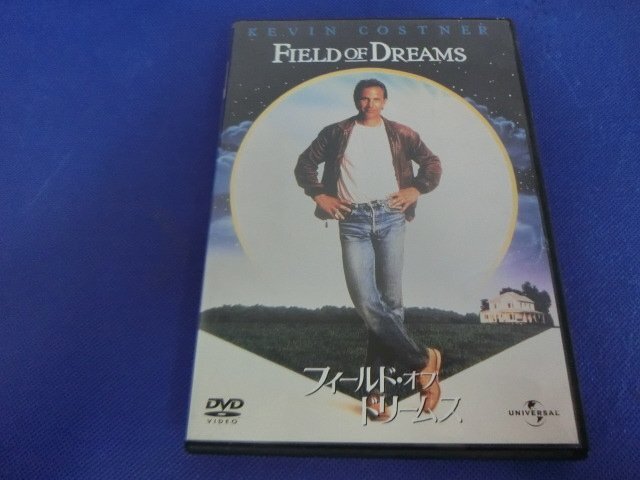 KEVIN COSTNER
FIELD OF DREAMS
フィールド・オブ
ドリームス
DVD
VIDEO
UNIVERSAL